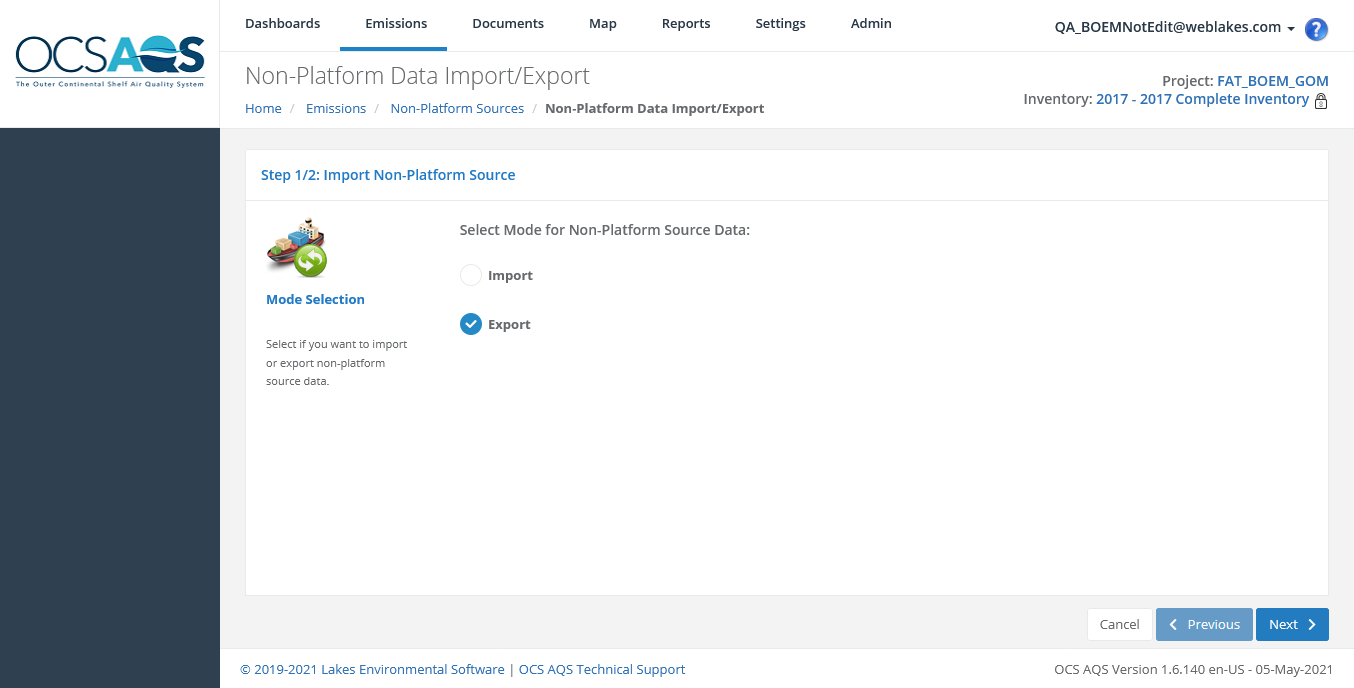 OCSAQS
The Outer Continental Shelf Air Quality System
Dashboards Emissions Documents Map Reports Settings Admin
QA_BOEMNotEdit@weblakes.com ?
Non-Platform Data Import/Export
Home / Emissions / Non-Platform Sources / Non-Platform Data Import/Export
Project: FAT_BOEM_GOM
Inventory: 2017 - 2017 Complete Inventory
Step 1/2: Import Non-Platform Source
Mode Selection
Select if you want to import
or export non-platform
source data.
Select Mode for Non-Platform Source Data:
Import
Export
Cancel Previous Next
© 2019-2021 Lakes Environmental Software | OCS AQS Technical Support
OCS AQS Version 1.6.140 en-US - 05-May-2021